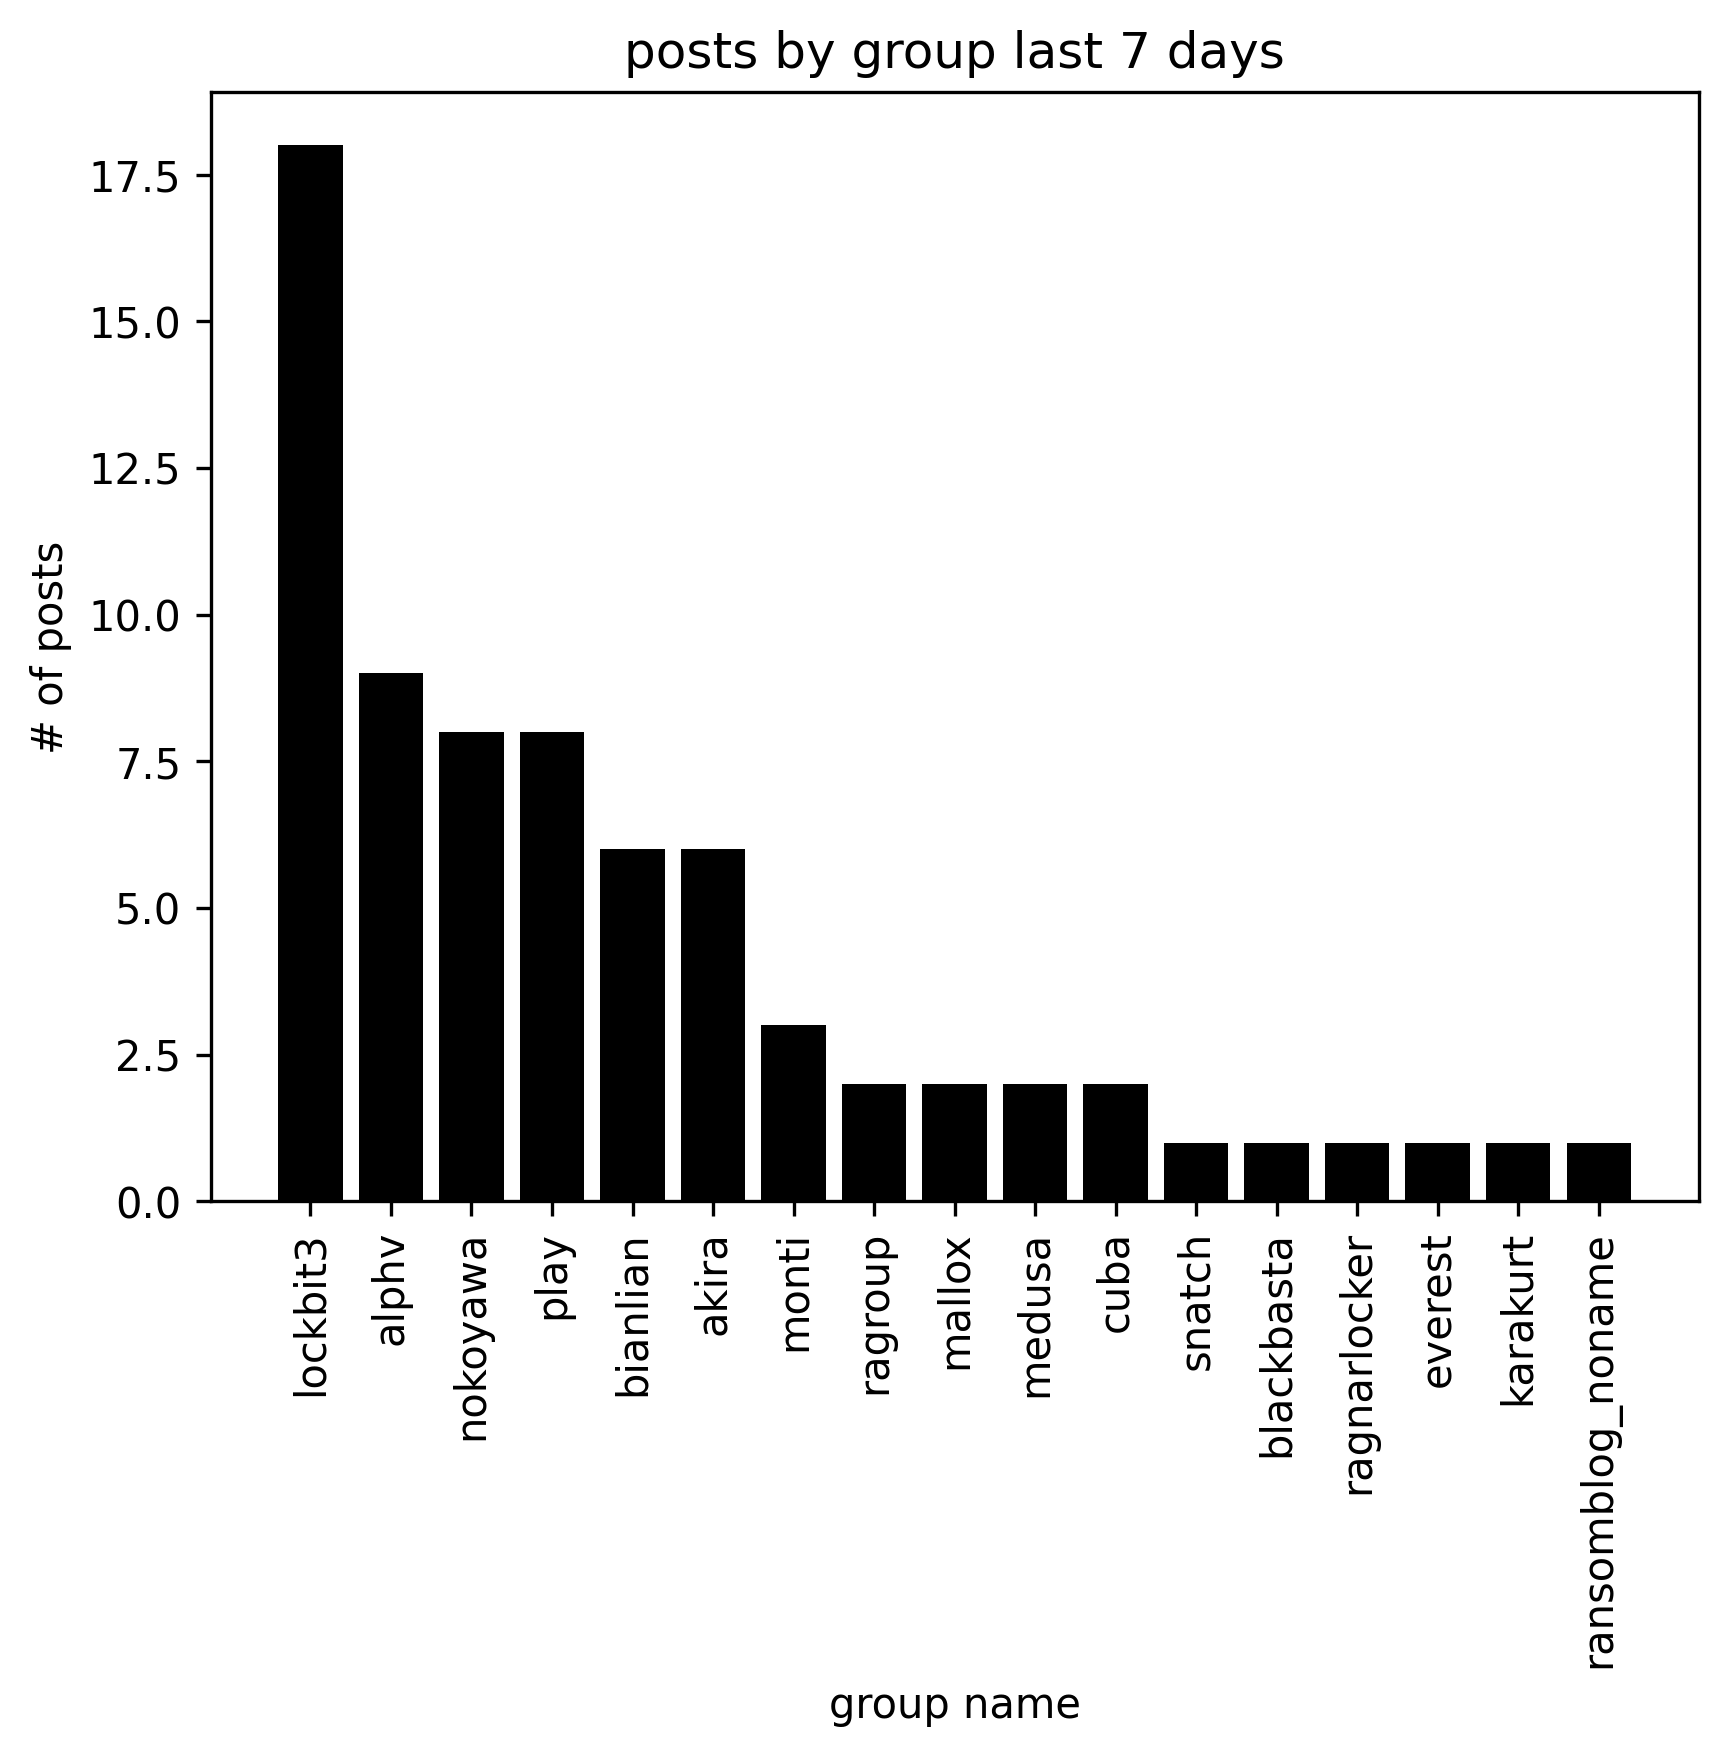 posts by group last 7 days
# of posts
17.5
15.0
12.5
10.0
7.5
5.0
2.5
0.0
lockbit3
alphv
nokoyawa
play
bianlian
akira
monti
ragroup
mallox
medusa
cuba
snatch
blackbasta
ragnarlocker
everest
karakurt
ransomblog_noname
group name